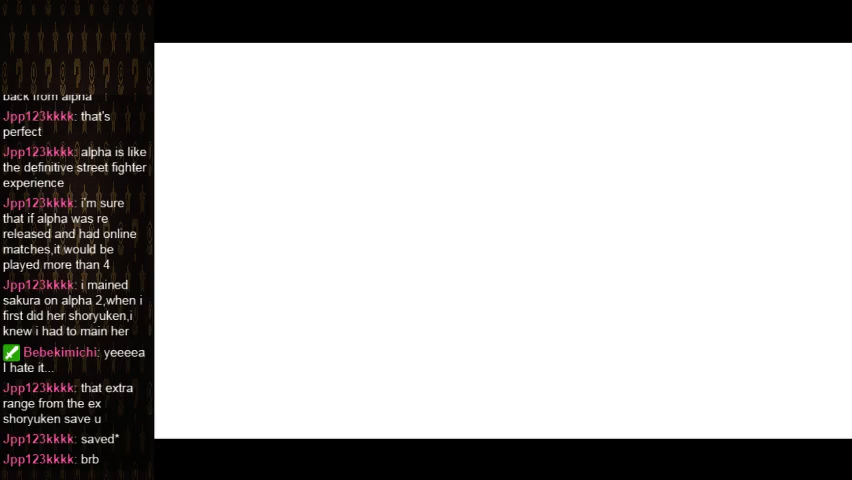 back from alpha
Jpp123kkkk: that's
perfect
Jpp123kkkk: alpha is like
the definitive street fighter
experience
Jpp123kkkk: i'm sure
that if alpha was re
released and had online
matches,it would be
played more than 4
Jpp123kkkk: i mained
sakura on alpha 2,when i
first did her shoryuken,i
knew i had to main her
Bebekimichi: yeeeea
I hate it...
Jpp123kkkk: that extra
range from the ex
shoryuken save u
Jpp123kkkk: saved*
Jpp123kkkk: brb